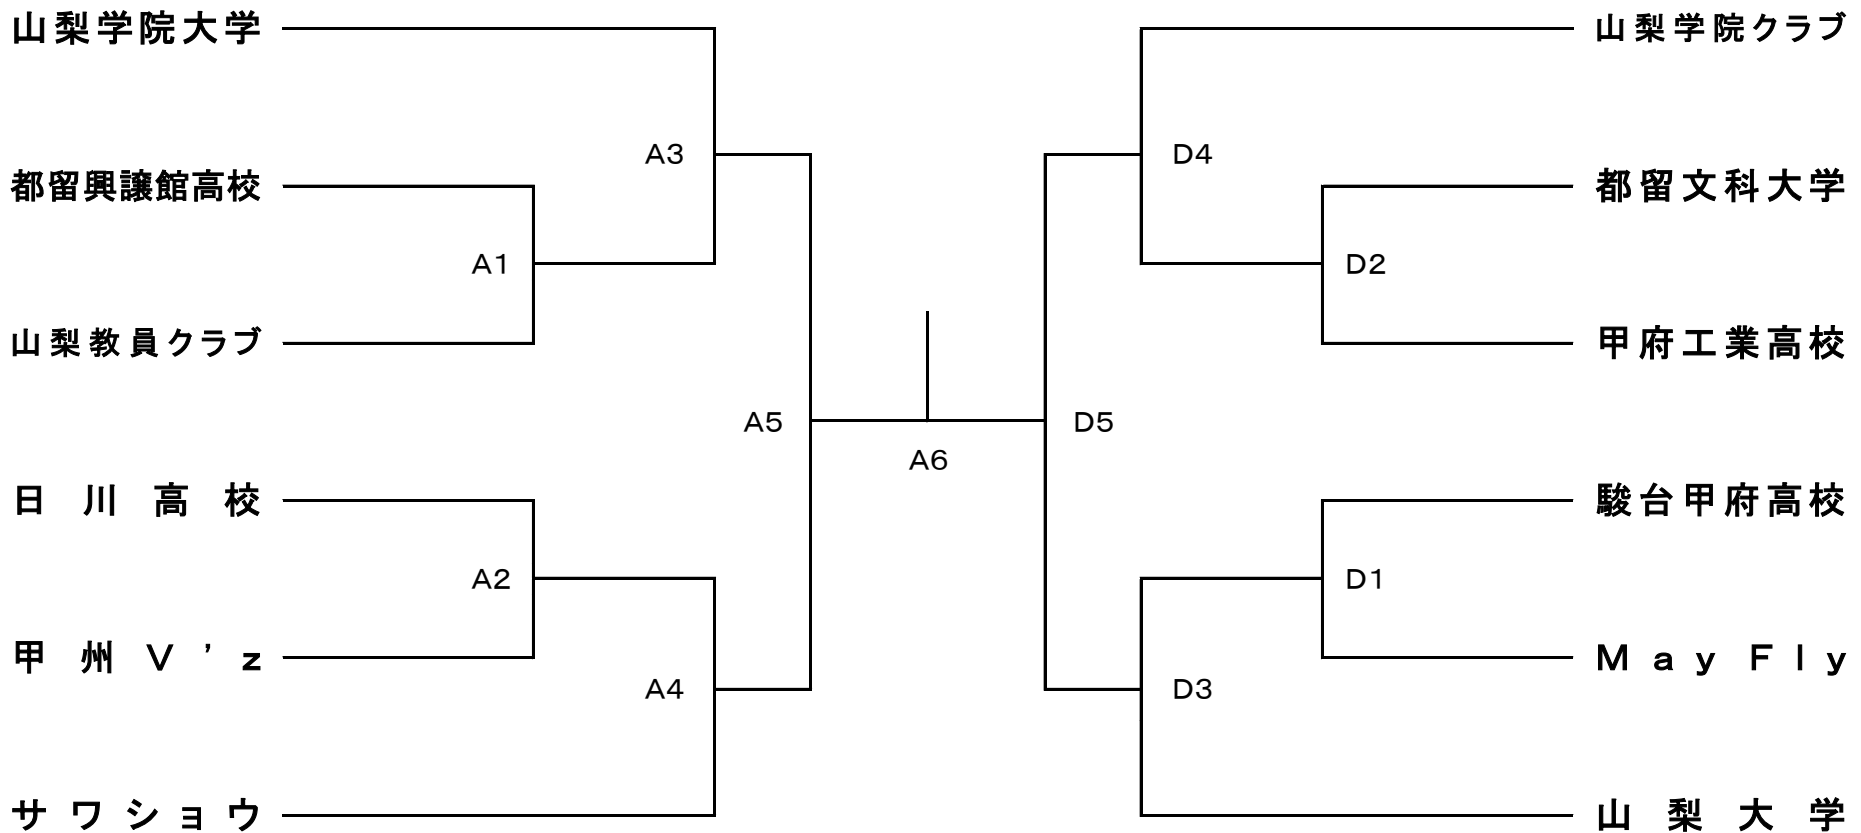 山梨学院大学
山梨学院クラブ
A3
D4
都留興譲館高校
都留文科大学
A1
D2
山梨教員クラブ
甲府工業高校
A5
D5
A6
日川高校
駿台甲府高校
A2
D1
甲州V’z
May Fly
A4
D3
サワショウ
山梨大学